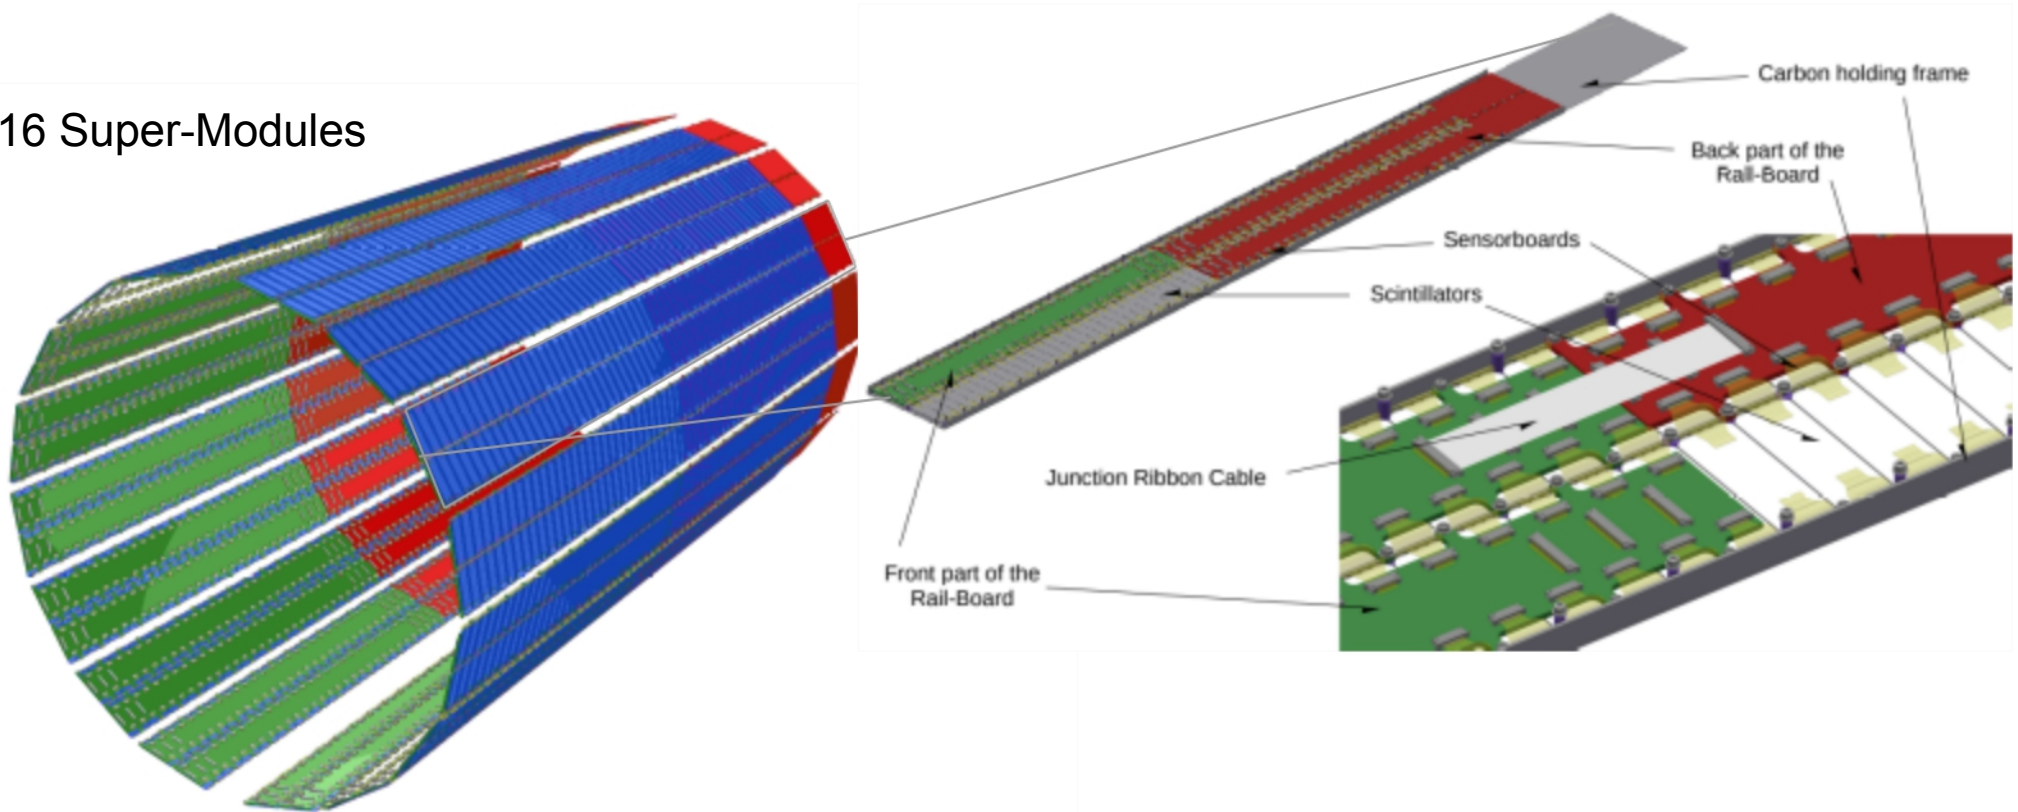 16 Super-Modules
Carbon holding frame
Back part of the
Rail-Board
Sensorboards
Scintillators
Junction Ribbon Cable
Front part of the
Rail-Board